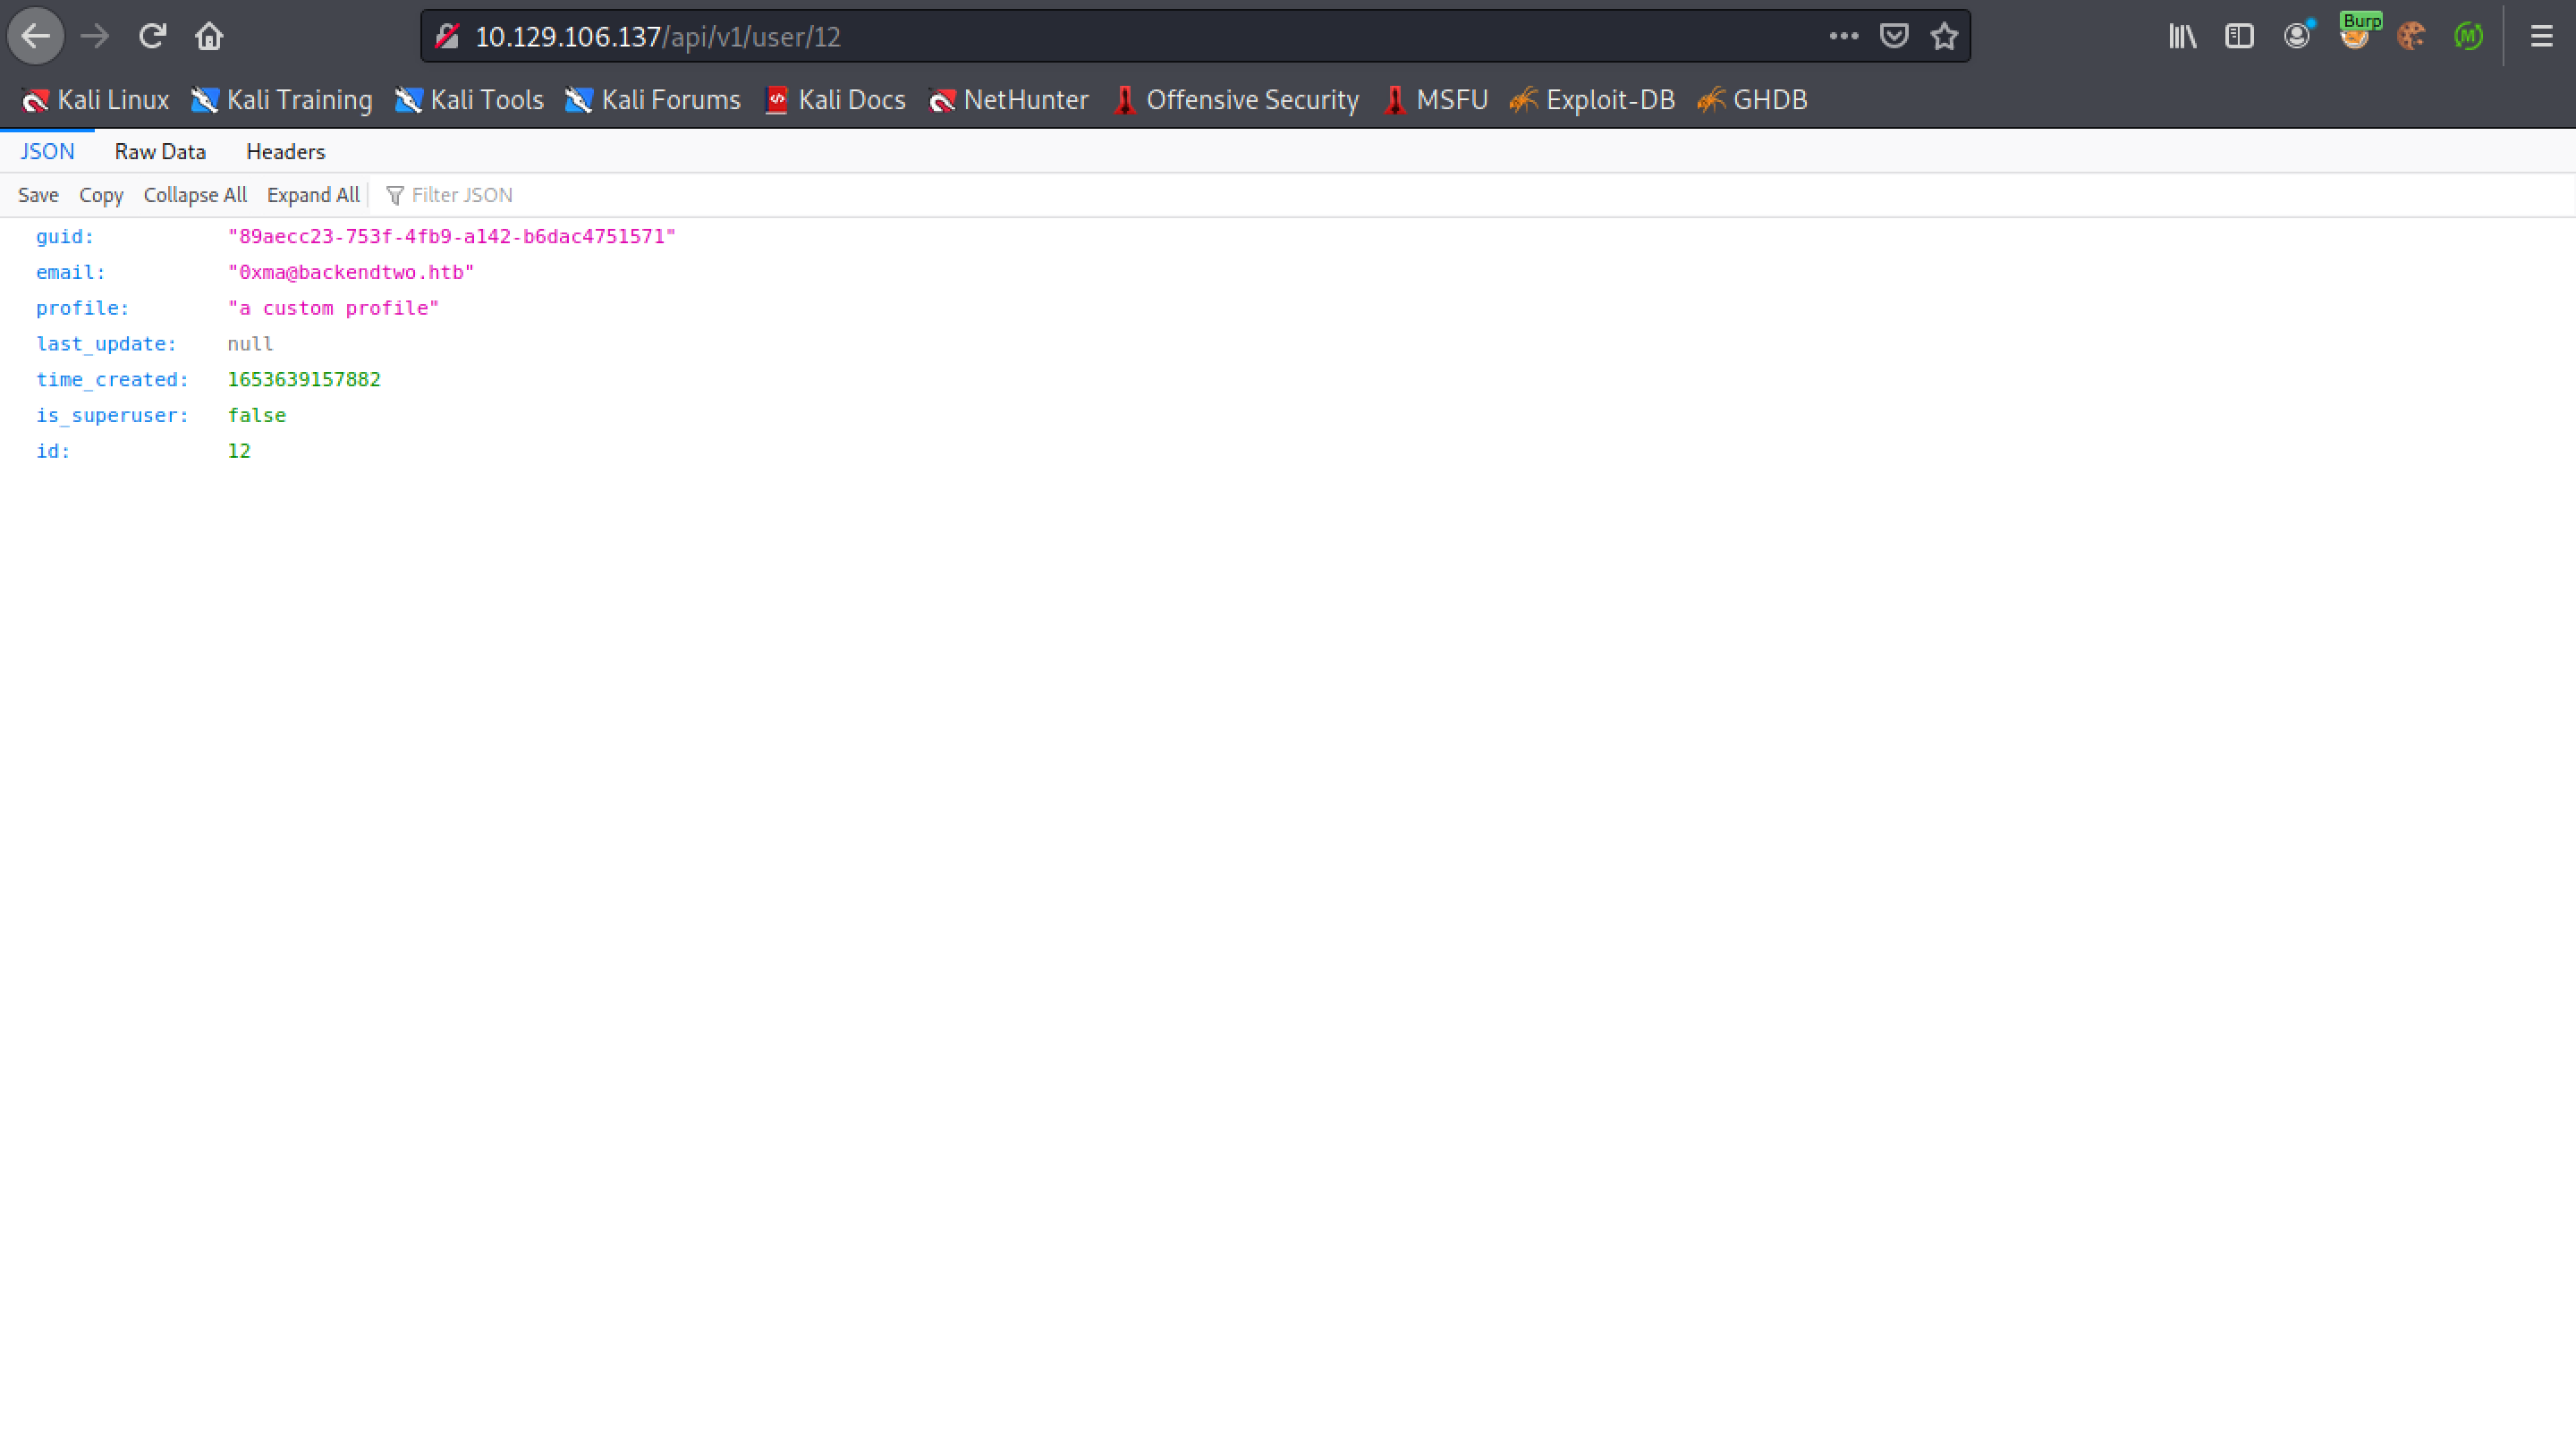 10.129.106.137/api/v1/user/12
Burp
Kali Linux Kali Training Kali Tools Kali Forums Kali Docs NetHunter Offensive Security MSFU Exploit-DB GHDB
JSON Raw Data Headers
Save Copy Collapse All Expand All Filter JSON
guid: "89aecc23-753f-4fb9-a142-b6dac4751571"
email: "0xma@backendtwo.htb"
profile: "a custom profile"
last_update: null
time_created: 1653639157882
is_superuser: false
id: 12